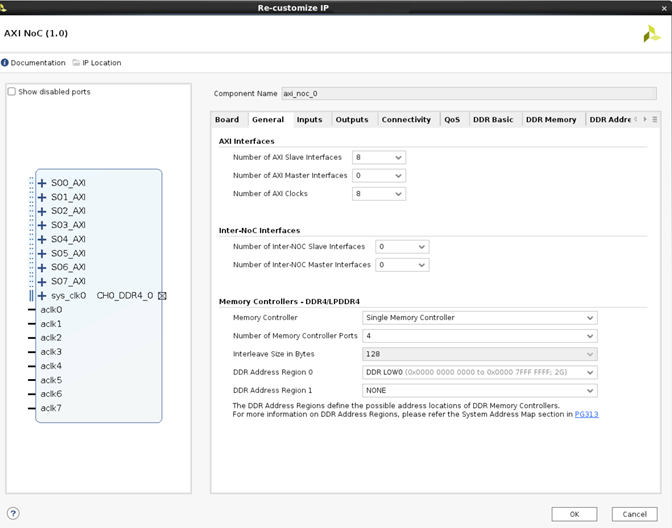 Re-customize IP
AXI NoC (1.0)
Documentation IP Location
Show disabled ports
S00_AXI
S01_AXI
S02_AXI
S03_AXI
S04_AXI
S05_AXI
S06_AXI
S07_AXI
sys_clk0 CH0_DDR4_0
aclk0
aclk1
aclk2
aclk3
aclk4
aclk5
aclk6
aclk7
Component Name axi_noc_0
Board General Inputs Outputs Connectivity QoS DDR Basic DDR Memory DDR Addre
AXI Interfaces
Number of AXI Slave Interfaces 8
Number of AXI Master Interfaces 0
Number of AXI Clocks 8
Inter-NoC Interfaces
Number of Inter-NOC Slave Interfaces 0
Number of Inter-NOC Master Interfaces 0
Memory Controllers - DDR4/LPDDR4
Memory Controller Single Memory Controller
Number of Memory Controller Ports 4
Interleave Size in Bytes 128
DDR Address Region 0 DDR LOW0 (0x0000 0000 0000 to 0x0000 7FFF FFFF; 2G)
DDR Address Region 1 NONE
The DDR Address Regions define the possible address locations of DDR Memory Controllers.
For more information on DDR Address Regions, please refer the System Address Map section in PG313
? OK Cancel